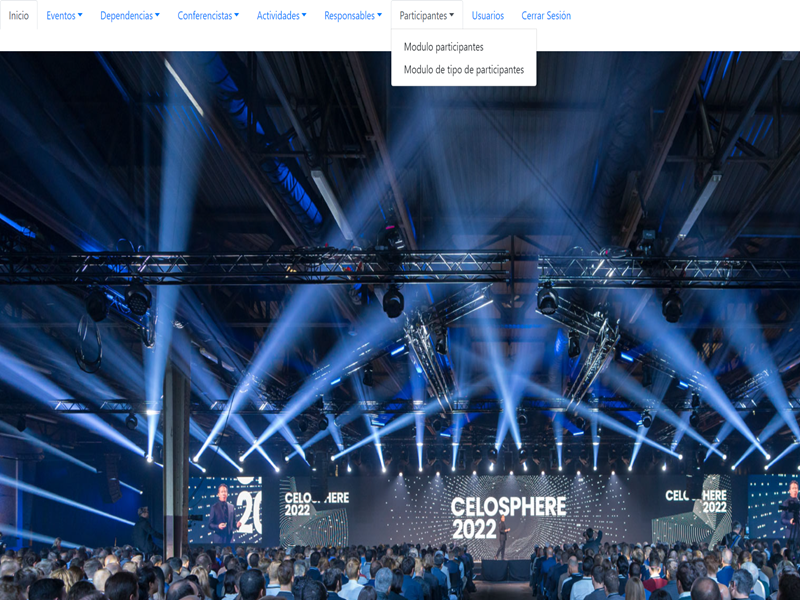 Inicio
Eventos
Dependencias
Conferencistas
Actividades
Responsables
Participantes
Usuarios
Cerrar Sesión
Modulo participantes
Modulo de tipo de participantes
20
CELOSPHERE
2022
CELOSPHERE
2022
CELOSPHERE
2022